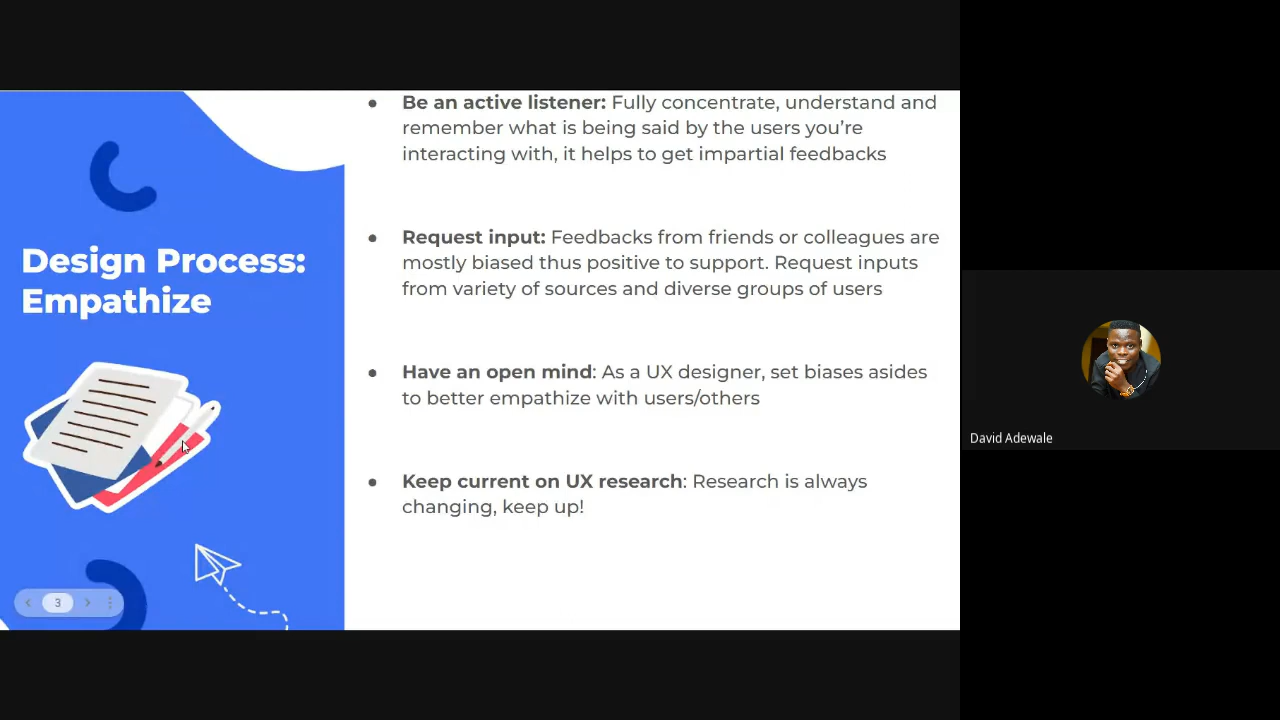 Design Process:
Empathize
● Be an active listener: Fully concentrate, understand and
remember what is being said by the users you’re
interacting with, it helps to get impartial feedbacks
● Request input: Feedbacks from friends or colleagues are
mostly biased thus positive to support. Request inputs
from variety of sources and diverse groups of users
● Have an open mind: As a UX designer, set biases asides
to better empathize with users/others
● Keep current on UX research: Research is always
changing, keep up!
3
David Adewale